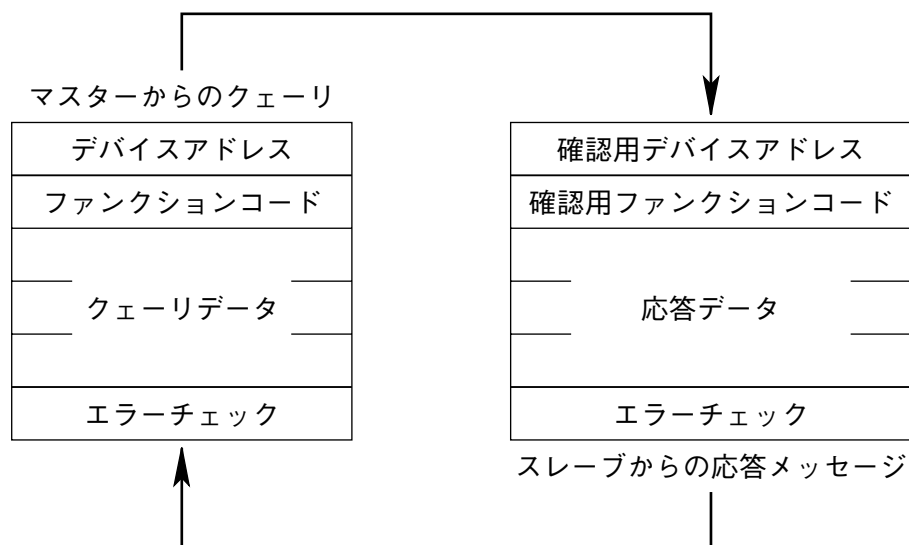 マスターからのクェーリ
デバイスアドレス
ファンクションコード
クェーリデータ
エラーチェック
確認用デバイスアドレス
確認用ファンクションコード
応答データ
エラーチェック
スレーブからの応答メッセージ